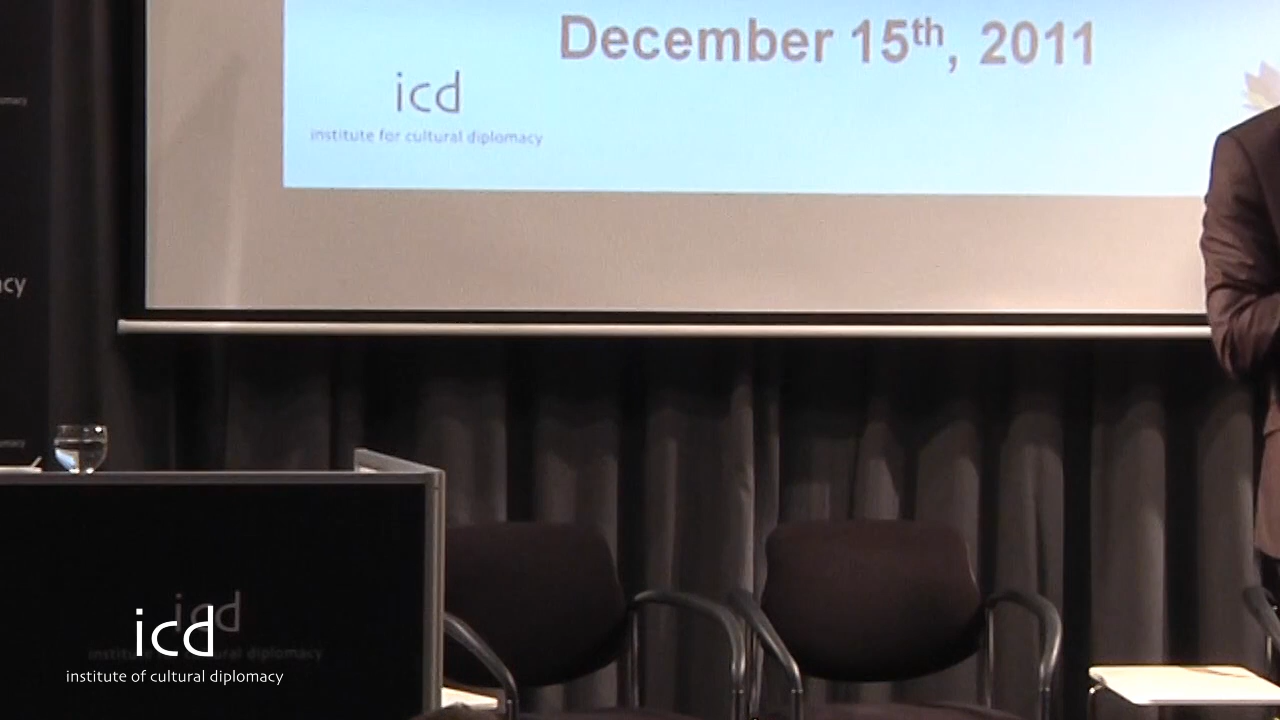 December 15th, 2011
icd
institute for cultural diplomacy
icd
institute of cultural diplomacy